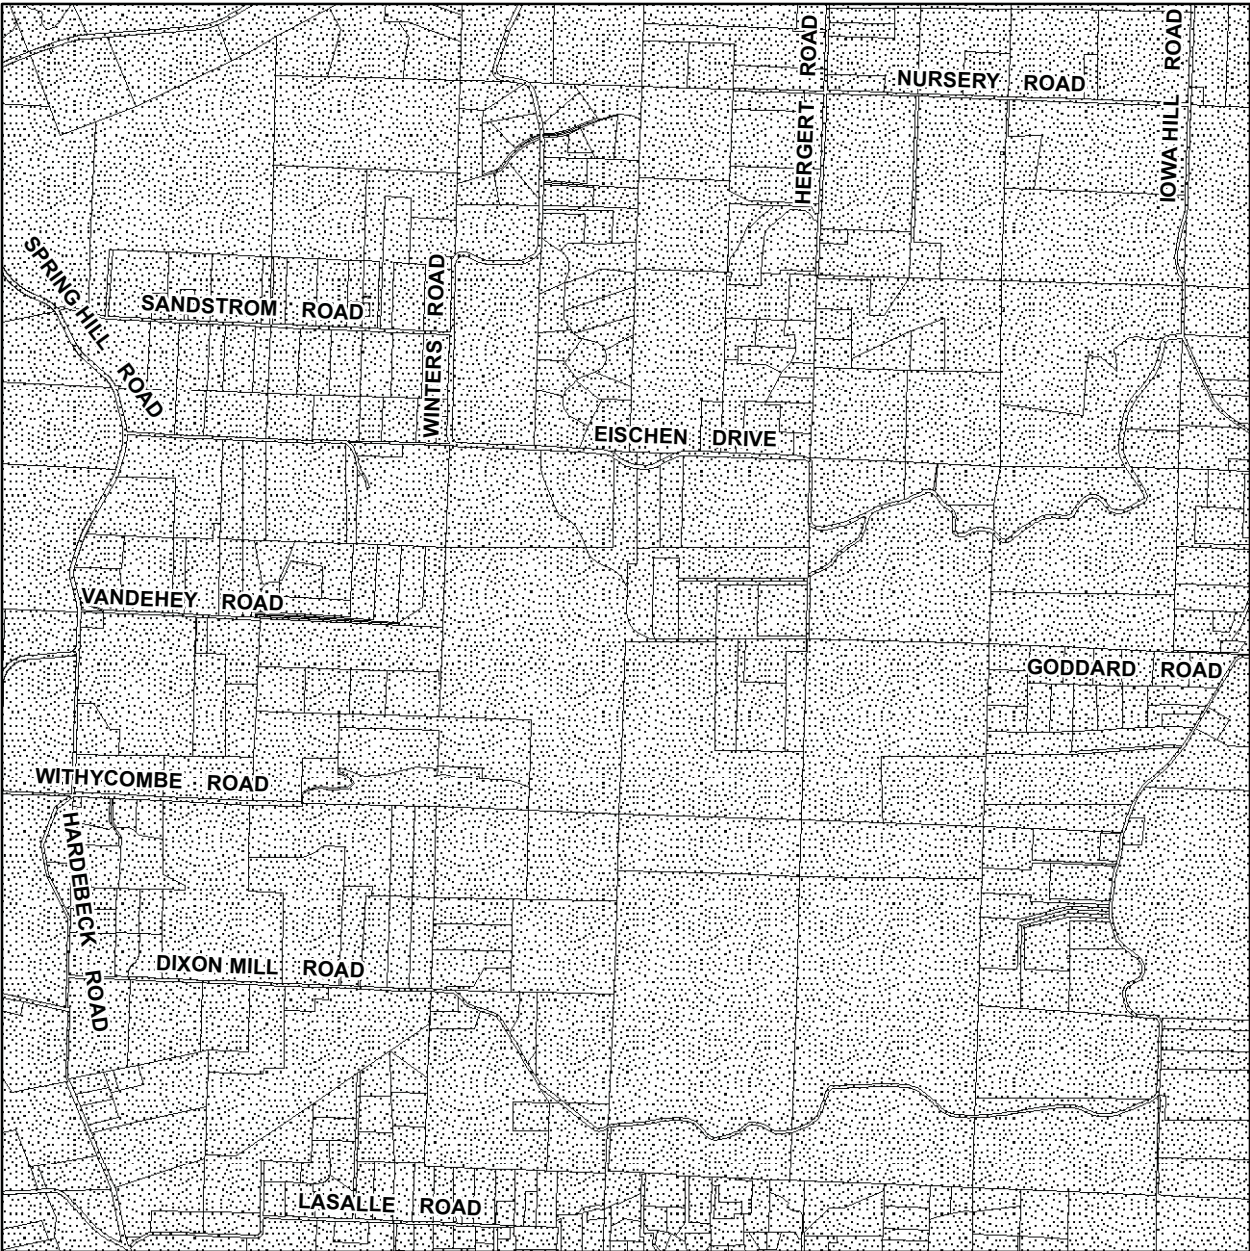 NURSERY ROAD
HERGERT ROAD
IOWA HILL ROAD
SPRING HILL ROAD
SANDSTROM ROAD
WINTERS ROAD
EISCHEN DRIVE
VANDEHEY ROAD
GODDARD ROAD
WITHYCOMBE ROAD
HARDEBECK ROAD
DIXON MILL ROAD
LASALLE ROAD